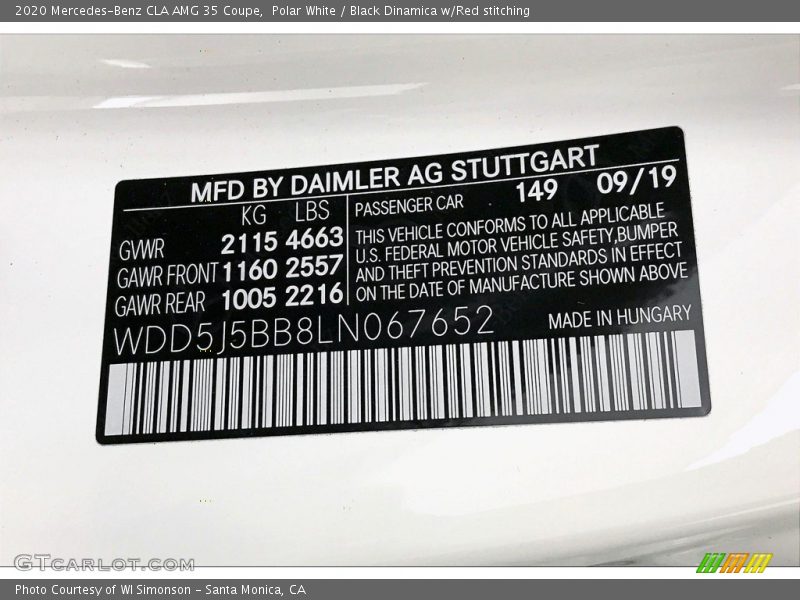 2020 Mercedes-Benz CLA AMG 35 Coupe, Polar White / Black Dinamica w/Red stitching
MFD BY DAIMLER AG STUTTGART
KG LBS
GVWR 2115 4663
GAWR FRONT 1160 2557
GAWR REAR 1005 2216
PASSENGER CAR 149 09/19
THIS VEHICLE CONFORMS TO ALL APPLICABLE
U.S. FEDERAL MOTOR VEHICLE SAFETY,BUMPER
AND THEFT PREVENTION STANDARDS IN EFFECT
ON THE DATE OF MANUFACTURE SHOWN ABOVE
WDD5J5BB8LN067652 MADE IN HUNGARY
GTCARLOT.COM
Photo Courtesy of WI Simonson - Santa Monica, CA